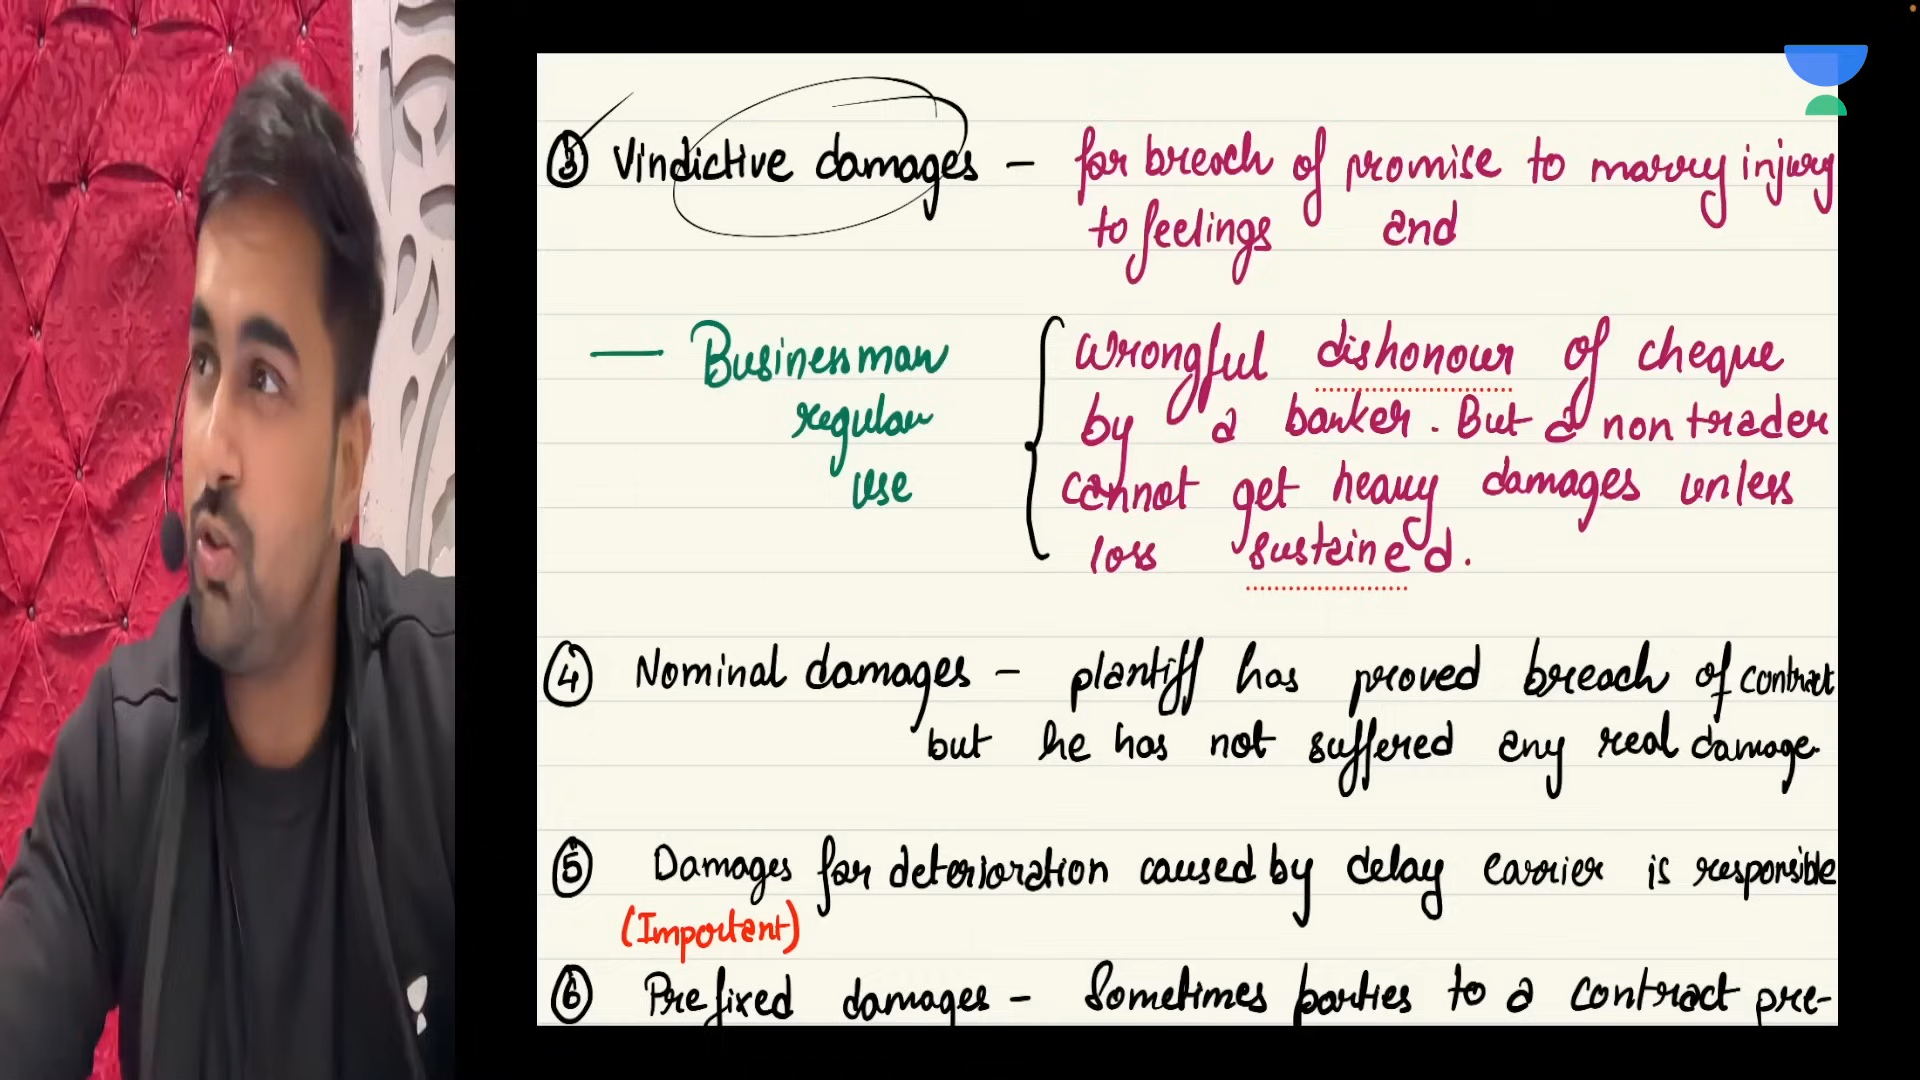 ③ Vindictive damages - for breach of promise to marry injury
to feelings and
— Businessman
regular
use
wrongful dishonour of cheque
by a banker. But a non trader
cannot get heavy damages unless
loss sustained.
④ Nominal damages - plantiff has proved breach of contract
but he has not suffered any real damage.
⑤ Damages for deterioration caused by delay carrier is responsible
(Important)
⑥ Prefixed damages - Sometimes parties to a contract pre-